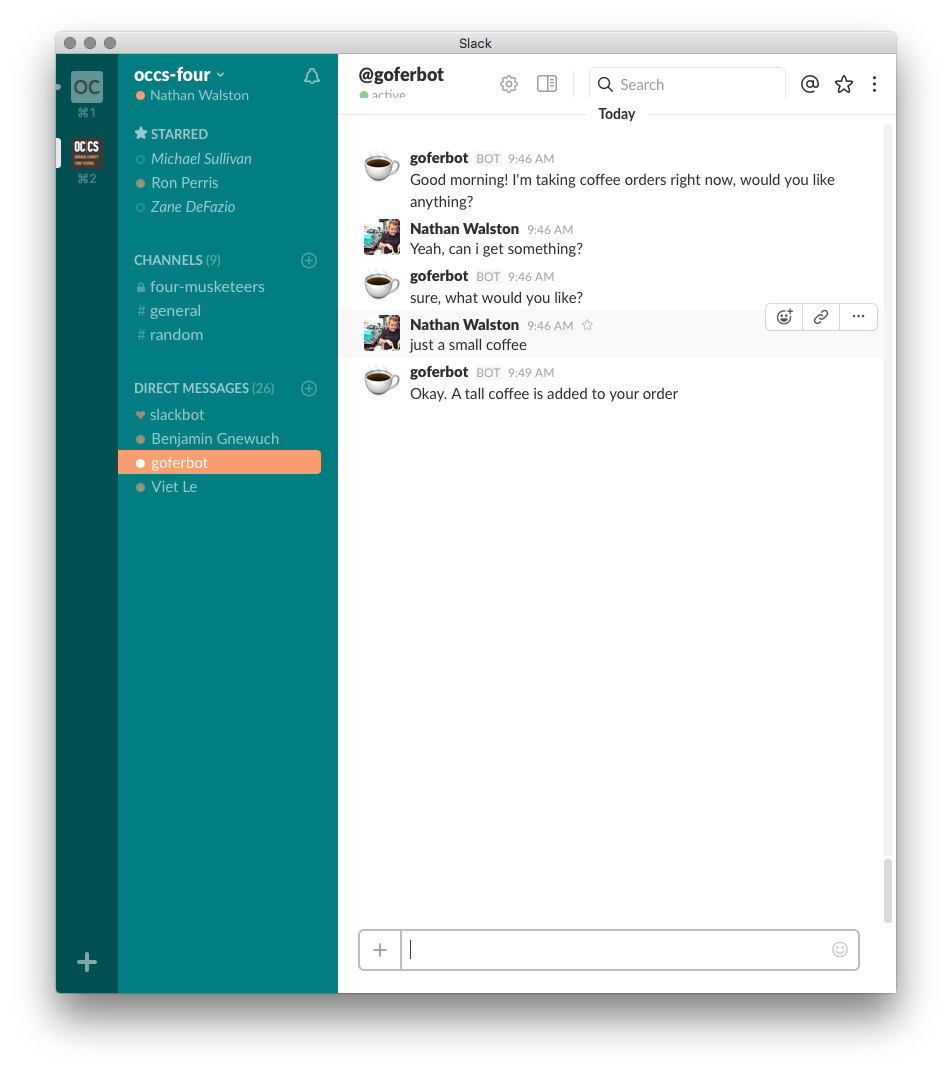 Slack
OC
⌘1
OC CS
ORANGE COUNTY
CODE SCHOOL
⌘2
occs-four
Nathan Walston
STARRED
Michael Sullivan
Ron Perris
Zane DeFazio
CHANNELS (9)
four-musketeers
# general
# random
DIRECT MESSAGES (26)
slackbot
Benjamin Gnewuch
goferbot
Viet Le
@goferbot
active
Search
Today
goferbot BOT 9:46 AM
Good morning! I'm taking coffee orders right now, would you like
anything?
Nathan Walston 9:46 AM
Yeah, can i get something?
goferbot BOT 9:46 AM
sure, what would you like?
Nathan Walston 9:46 AM
just a small coffee
goferbot BOT 9:49 AM
Okay. A tall coffee is added to your order